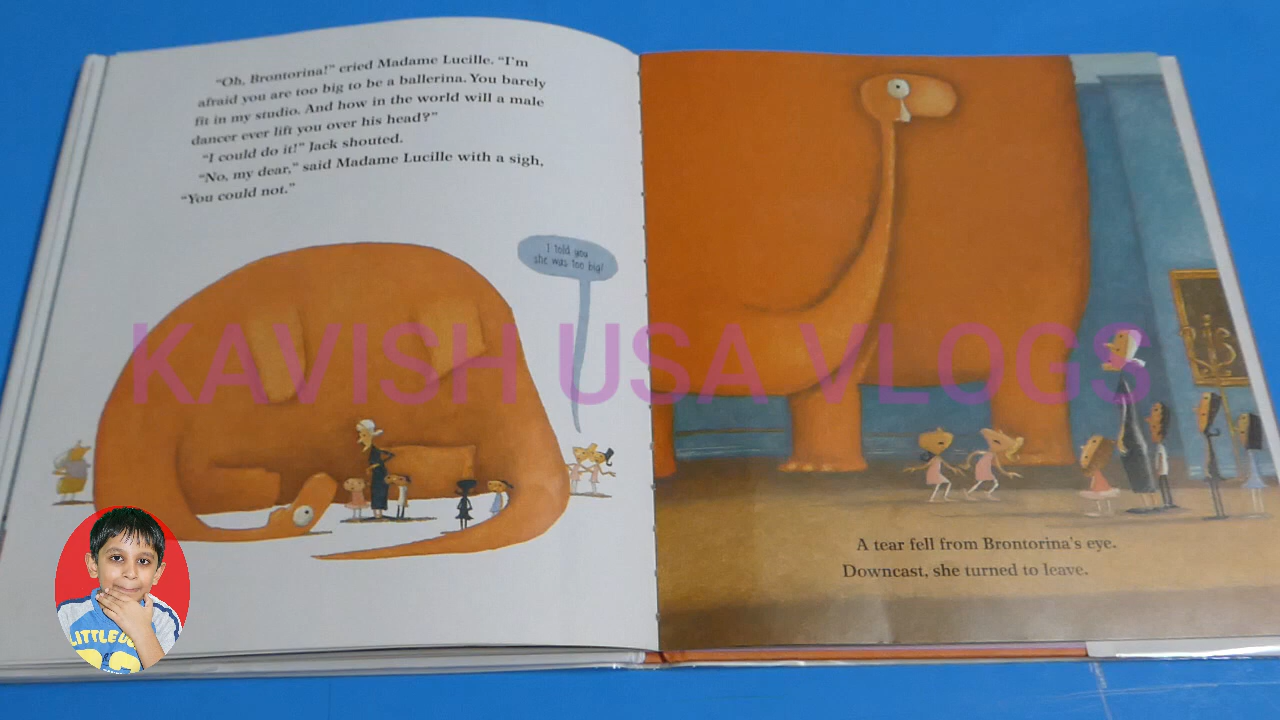 "Oh, Brontorina!" cried Madame Lucille. "I'm
afraid you are too big to be a ballerina. You barely
fit in my studio. And how in the world will a male
dancer ever lift you over his head?"
"I could do it!" Jack shouted.
"No, my dear," said Madame Lucille with a sigh,
"You could not."
I told you
she was too big!
KAVISH USA VLOGS
A tear fell from Brontorina's eye.
Downcast, she turned to leave.